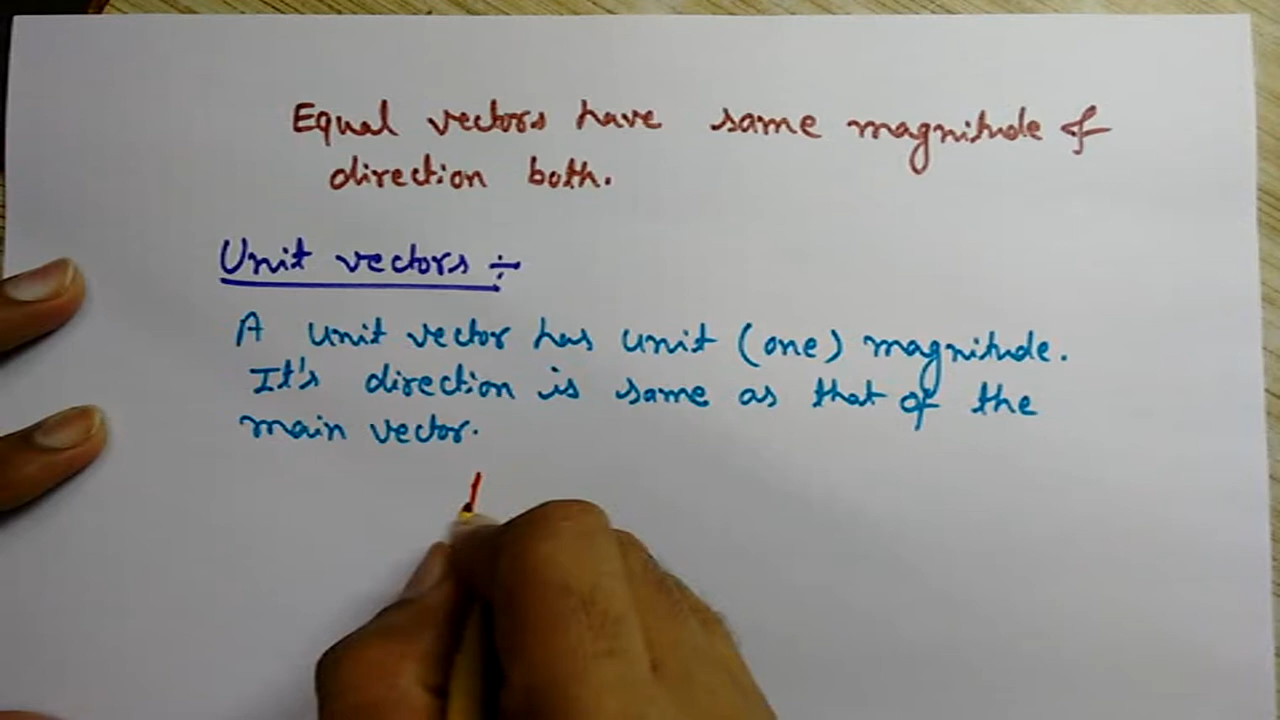 Equal vectors have same magnitude &
direction both.
Unit vectors ÷
A unit vector has unit (one) magnitude.
It's direction is same as that of the
main vector.